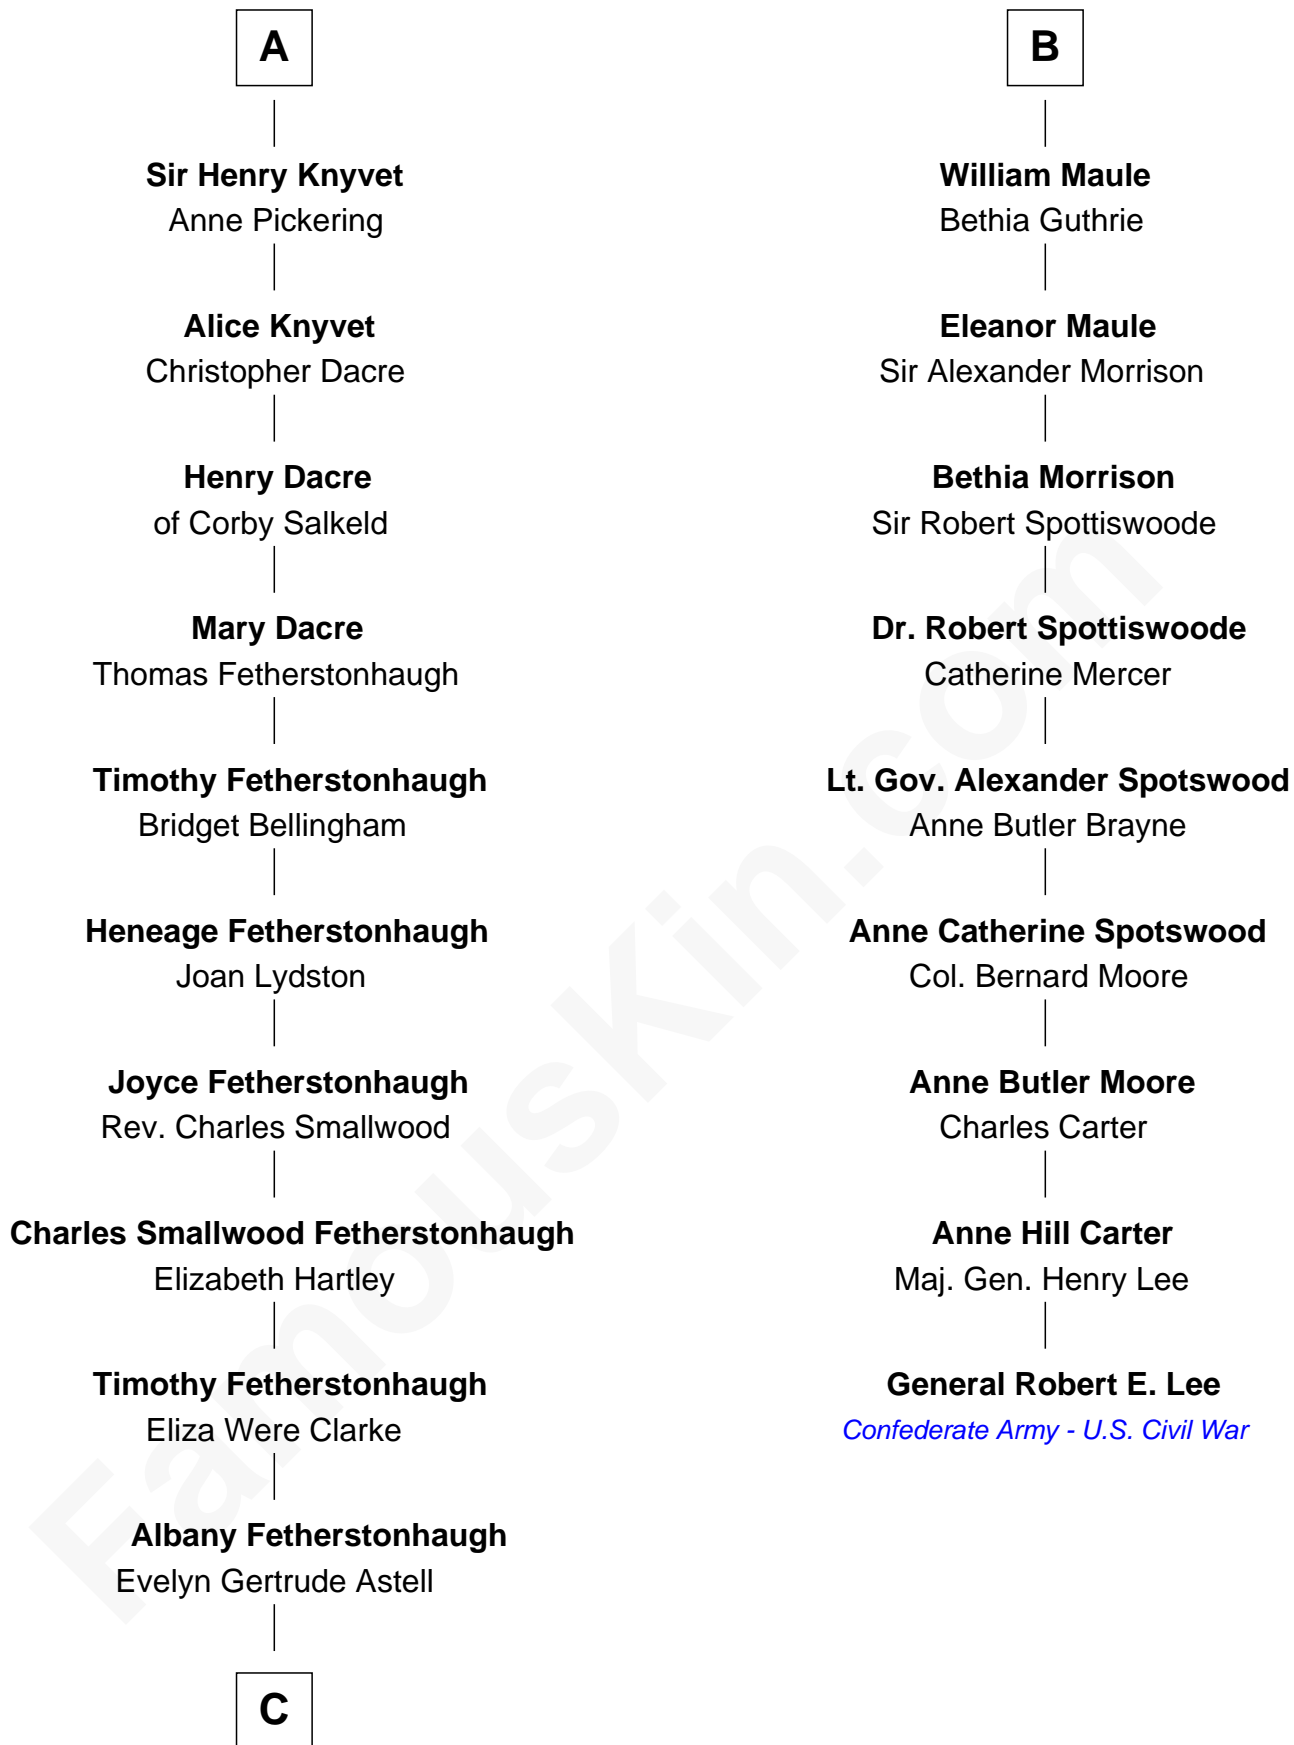 A
Sir Henry Knyvet
Anne Pickering
Alice Knyvet
Christopher Dacre
Henry Dacre
of Corby Salkeld
Mary Dacre
Thomas Fetherstonhaugh
Timothy Fetherstonhaugh
Bridget Bellingham
Heneage Fetherstonhaugh
Joan Lydston
Joyce Fetherstonhaugh
Rev. Charles Smallwood
Charles Smallwood Fetherstonhaugh
Elizabeth Hartley
Timothy Fetherstonhaugh
Eliza Were Clarke
Albany Fetherstonhaugh
Evelyn Gertrude Astell
C
B
William Maule
Bethia Guthrie
Eleanor Maule
Sir Alexander Morrison
Bethia Morrison
Sir Robert Spottiswoode
Dr. Robert Spottiswoode
Catherine Mercer
Lt. Gov. Alexander Spotswood
Anne Butler Brayne
Anne Catherine Spotswood
Col. Bernard Moore
Anne Butler Moore
Charles Carter
Anne Hill Carter
Maj. Gen. Henry Lee
General Robert E. Lee
Confederate Army - U.S. Civil War
FamousKin.com